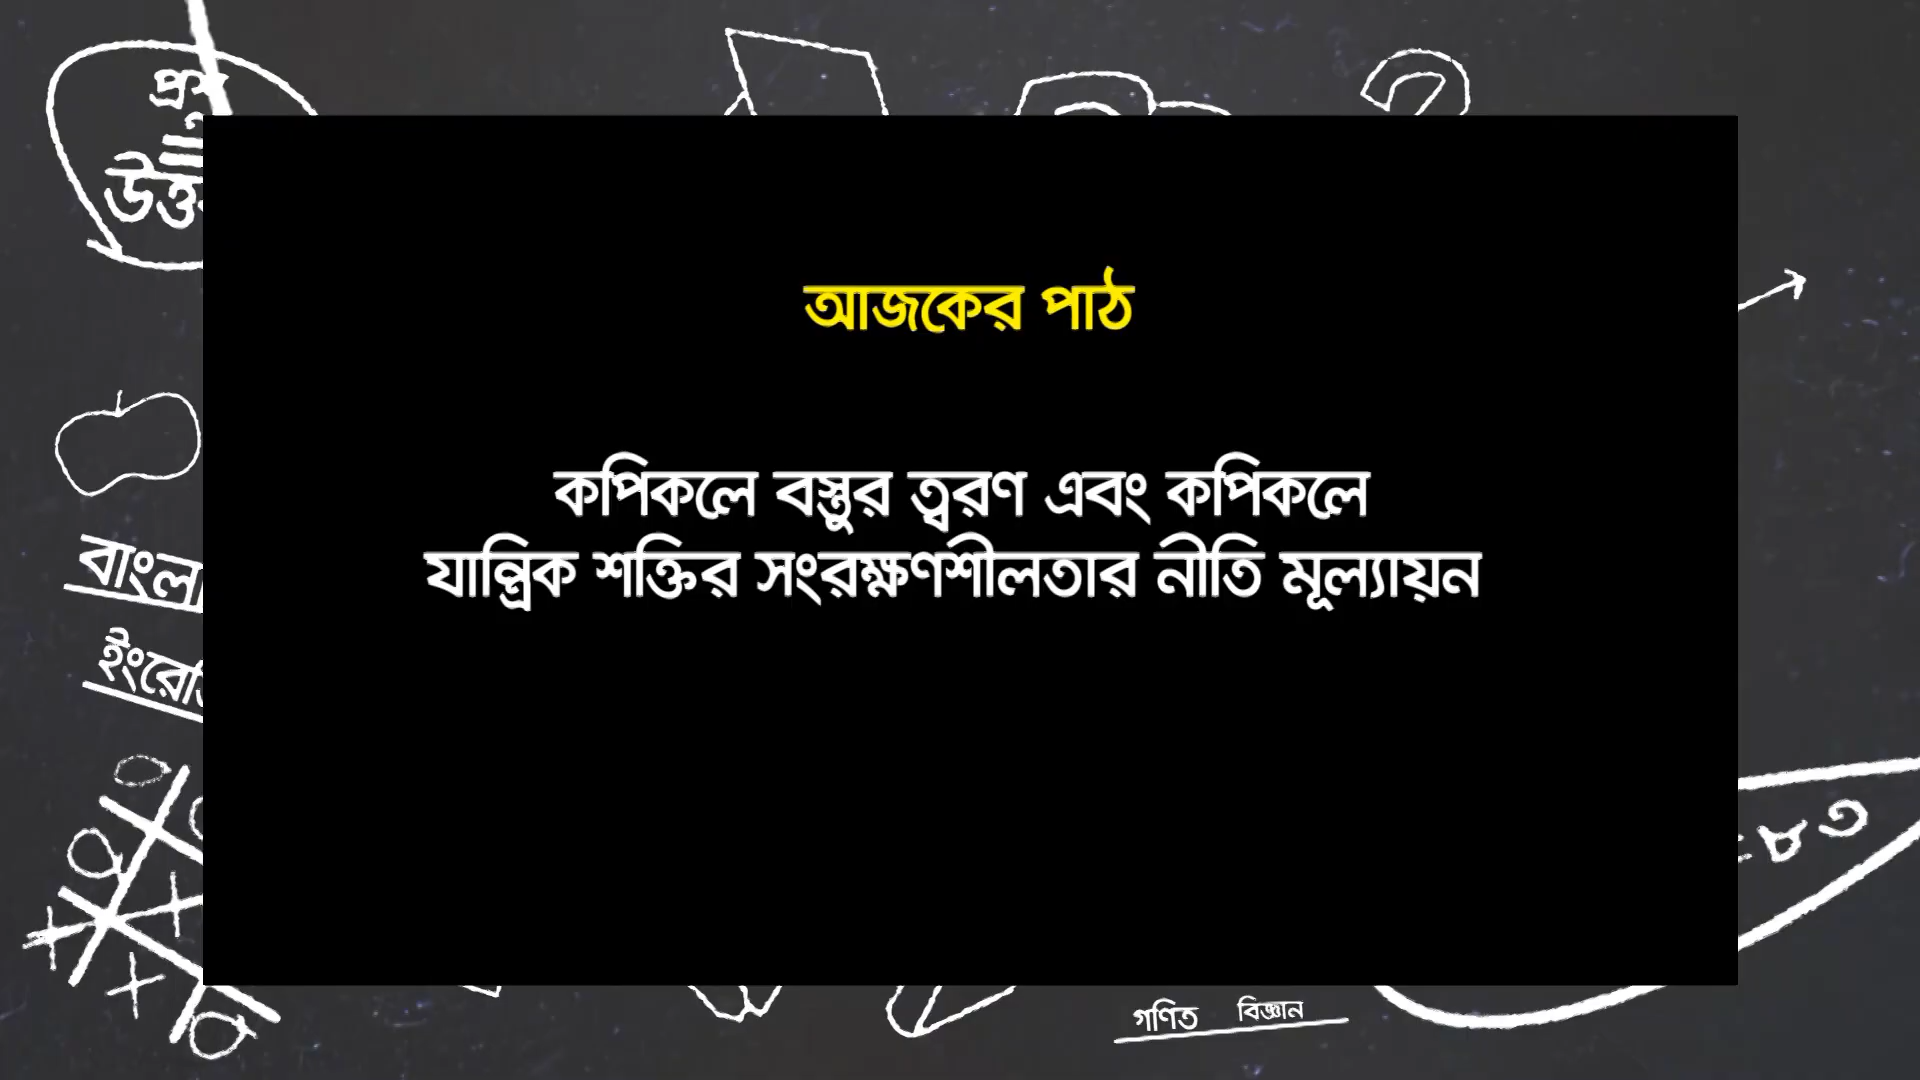 আজকের পাঠ
কপিকলে বস্তুর ত্বরণ এবং কপিকলে
যান্ত্রিক শক্তির সংরক্ষণশীলতার নীতি মূল্যায়ন
গণিত বিজ্ঞান